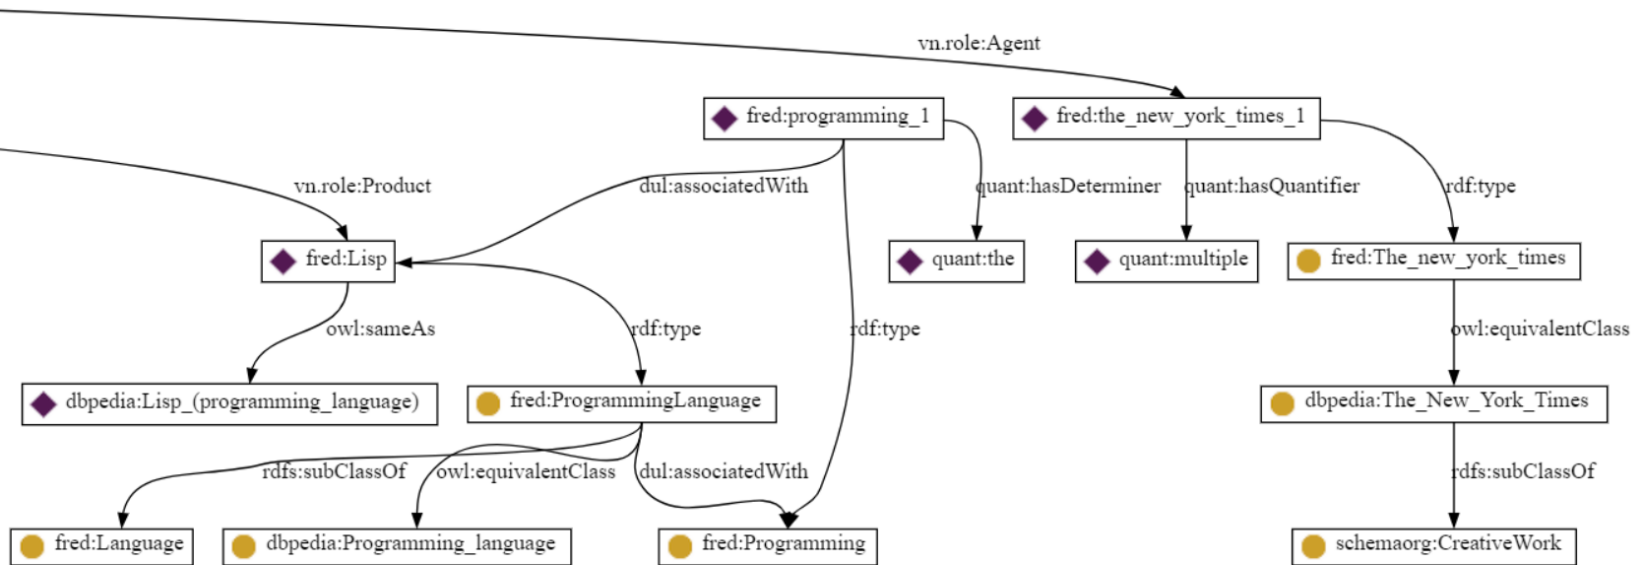 vn.role:Agent
fred:programming_1
fred:the_new_york_times_1
vn.role:Product
dul:associatedWith
quant:hasDeterminer
quant:hasQuantifier
rdf:type
fred:Lisp
quant:the
quant:multiple
fred:The_new_york_times
owl:sameAs
rdf:type
rdf:type
owl:equivalentClass
dbpedia:Lisp_(programming_language)
fred:ProgrammingLanguage
dbpedia:The_New_York_Times
rdfs:subClassOf
owl:equivalentClass
dul:associatedWith
rdfs:subClassOf
fred:Language
dbpedia:Programming_language
fred:Programming
schemaorg:CreativeWork